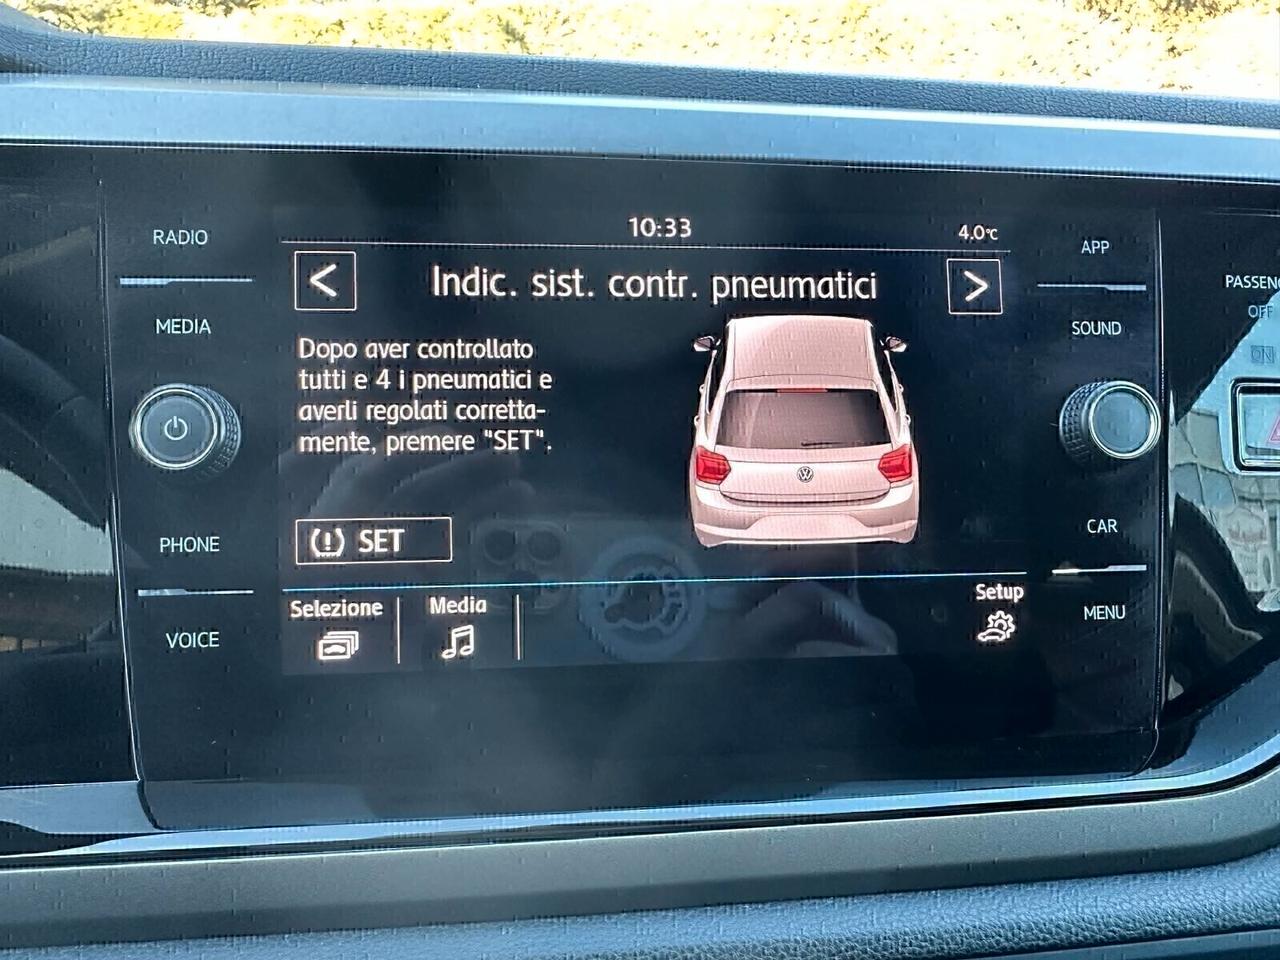 10:33
4.0°C
RADIO
MEDIA
PHONE
VOICE
Indic. sist. contr. pneumatici
Dopo aver controllato
tutti e 4 i pneumatici e
averli regolati corretta-
mente, premere "SET".
SET
Selezione
Media
Setup
APP
SOUND
CAR
MENU
PASSENG
OFF
ON